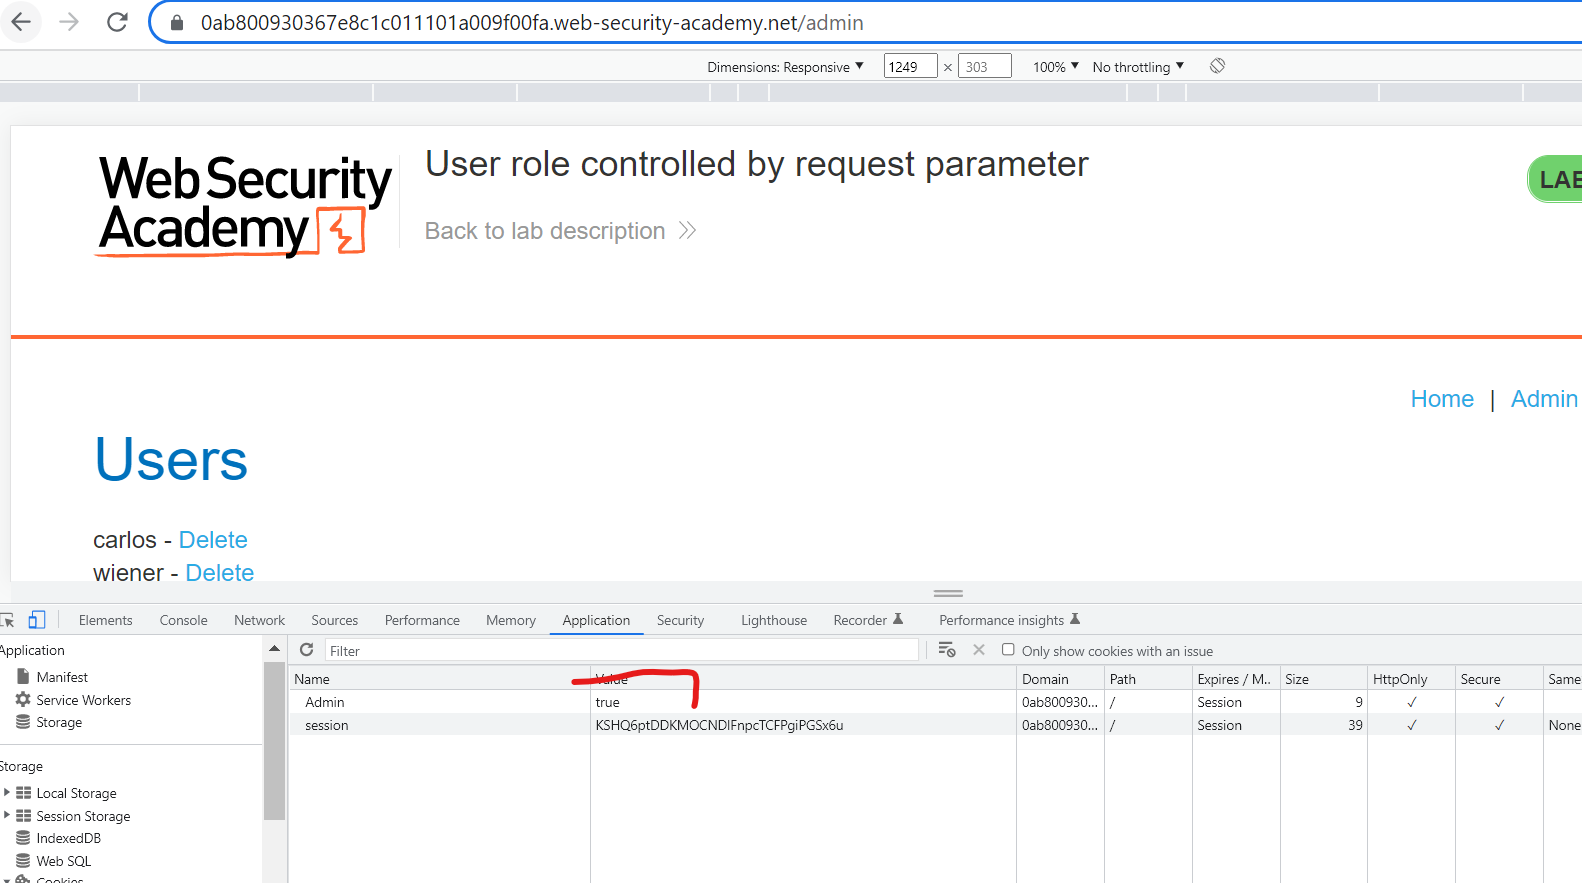 0ab800930367e8c1c011101a009f00fa.web-security-academy.net/admin
Dimensions: Responsive 1249 × 303 100% No throttling
WebSecurity
Academy
User role controlled by request parameter
Back to lab description
LAB
Home | Admin
Users
carlos - Delete
wiener - Delete
Elements Console Network Sources Performance Memory Application Security Lighthouse Recorder Performance insights
Application
Manifest
Service Workers
Storage
Storage
Local Storage
Session Storage
IndexedDB
Web SQL
Cookies
Filter
Only show cookies with an issue
Name Value Domain Path Expires / M.. Size HttpOnly Secure Same
Admin true 0ab800930... / Session 9 ✓ ✓
session KSHQ6ptDDKMOCNDIFnpcTCFPgiPGSx6u 0ab800930... / Session 39 ✓ ✓ None